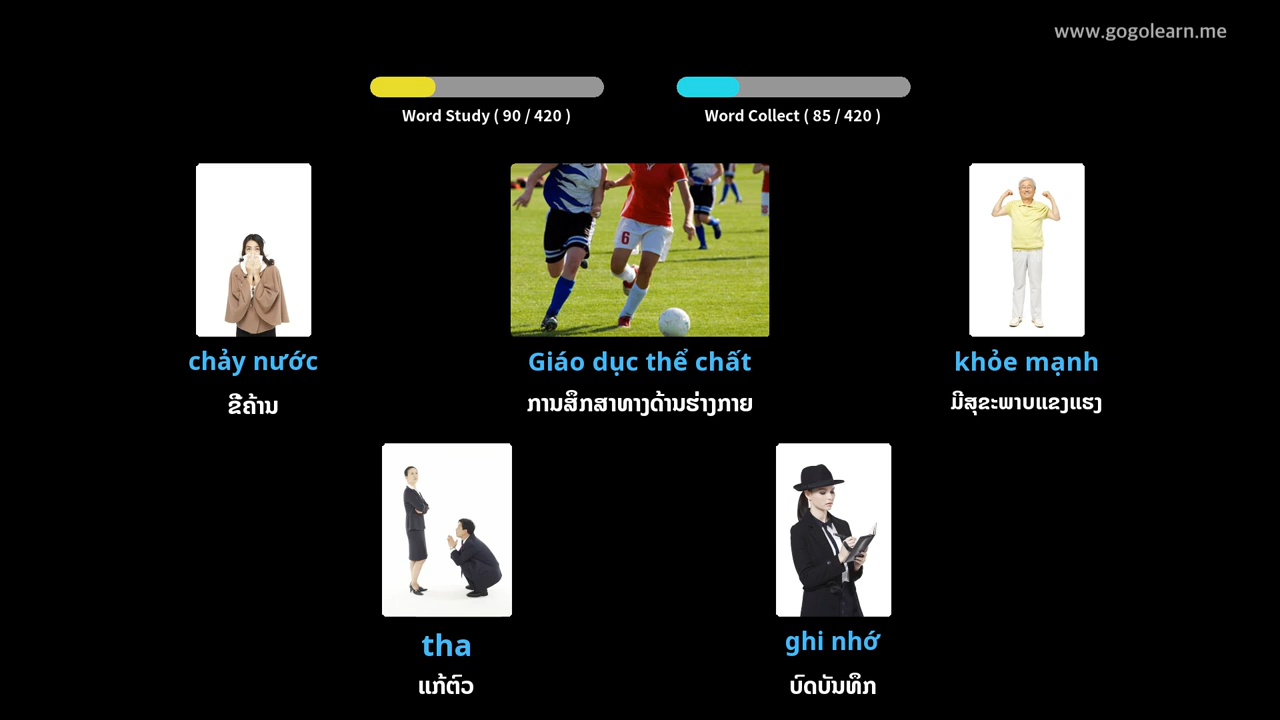 www.gogolearn.me
Word Study ( 90 / 420 )
Word Collect ( 85 / 420 )
chảy nước
ຂີ້ຄ້ານ
Giáo dục thể chất
ການສຶກສາທາງດ້ານຮ່າງກາຍ
khỏe mạnh
ມີສຸຂະພາບແຂງແຮງ
tha
ແກ້ຕົວ
ghi nhớ
ບົດບັນທຶກ
6